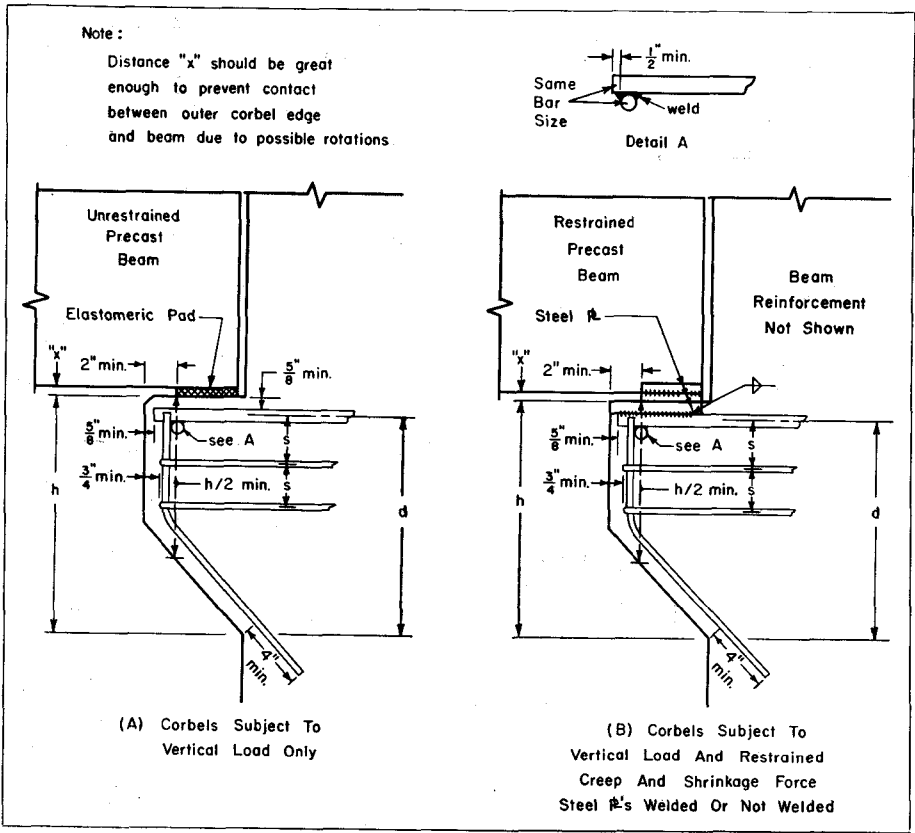 Note :
Distance "x" should be great
enough to prevent contact
between outer corbel edge
and beam due to possible rotations
1/2" min.
Same
Bar
Size
weld
Detail A
Unrestrained
Precast
Beam
Elastomeric Pad
"x"
2" min.
5/8" min.
5/8" min.
see A
s
3/4" min.
h/2 min.
s
h
d
4"
min.
(A) Corbels Subject To
Vertical Load Only
Restrained
Precast
Beam
Beam
Reinforcement
Not Shown
Steel ⅊
"x"
2" min.
5/8" min.
see A
s
3/4" min.
h/2 min.
s
h
d
4"
min.
(B) Corbels Subject To
Vertical Load And Restrained
Creep And Shrinkage Force
Steel ⅊'s Welded Or Not Welded